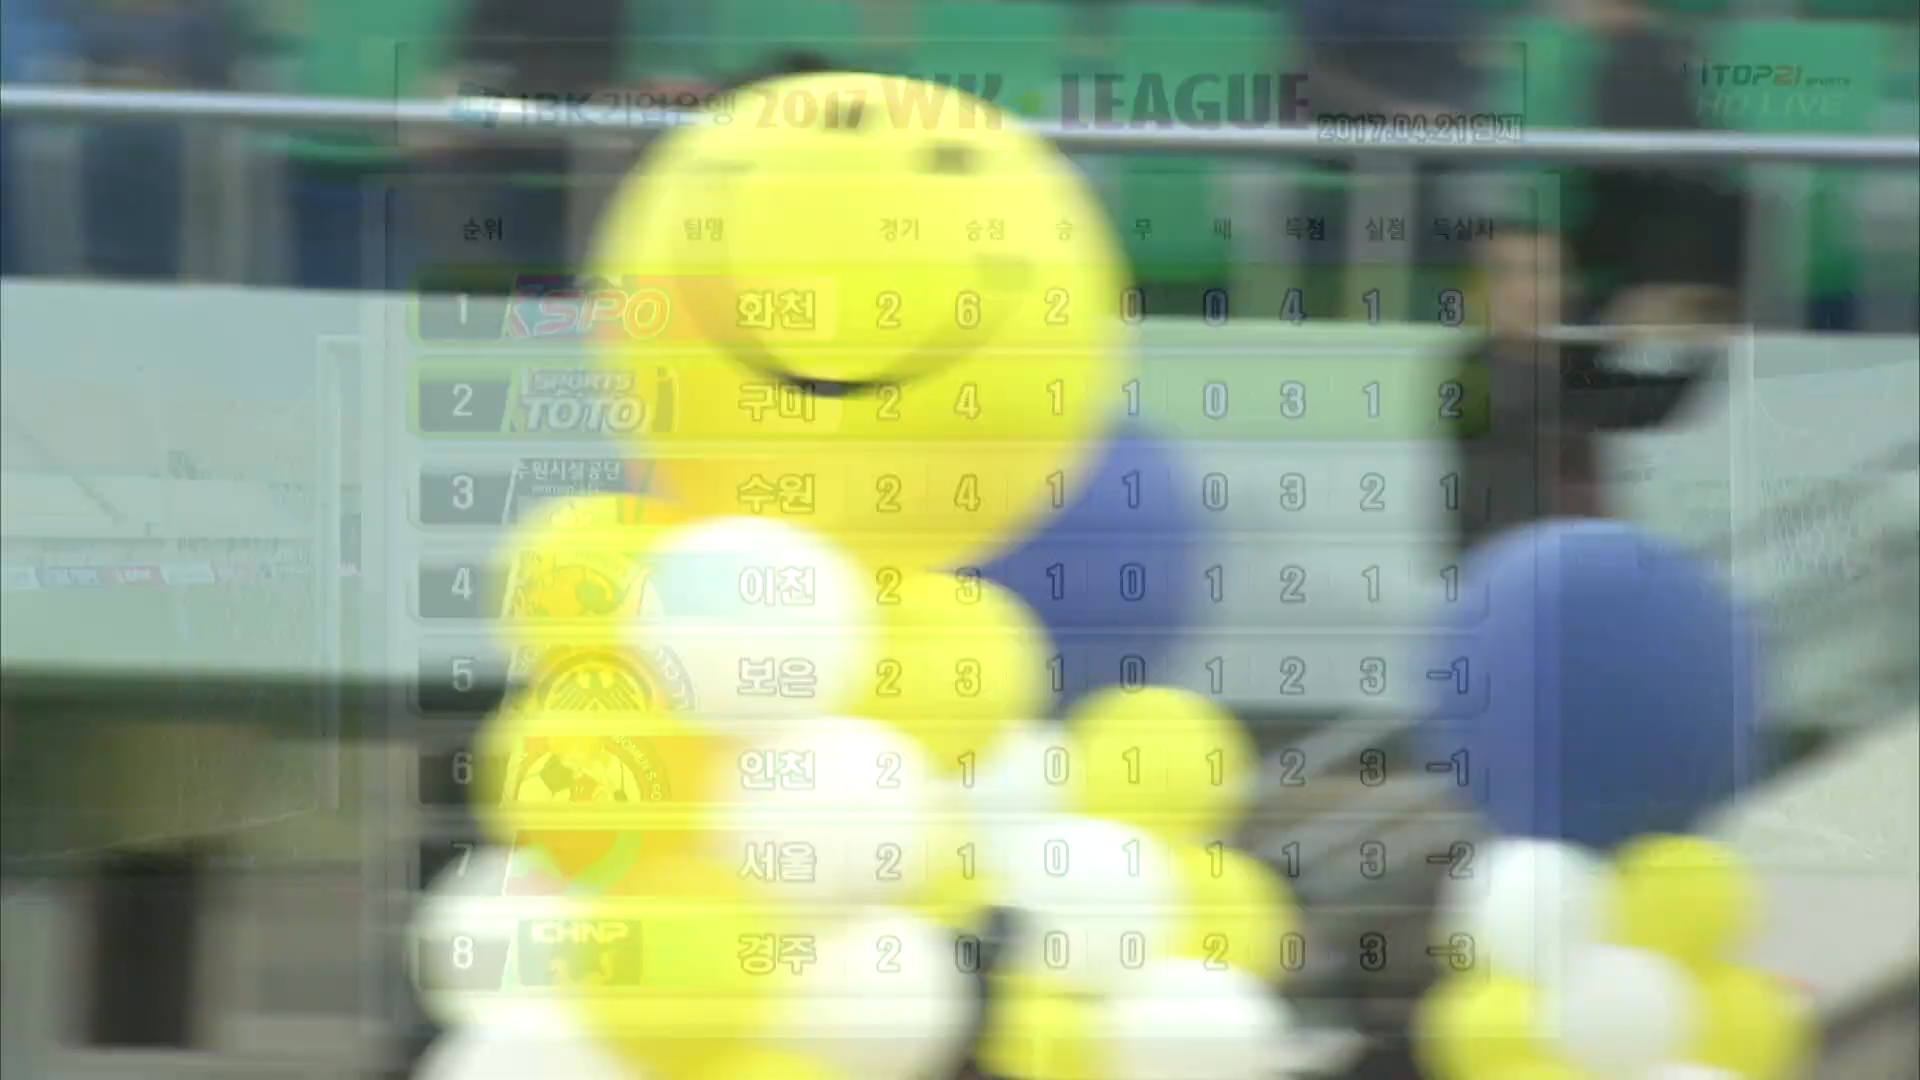 IBK기업은행 2017 WK LEAGUE
2017.04.21현재
iTOP21 SPORTS
HD LIVE
순위 팀명 경기 승점 승 무 패 득점 실점 득실차
1 SPO 화천 2 6 2 0 0 4 1 3
2 SPORTS TOTO 구미 2 4 1 1 0 3 1 2
3 수원시설공단 수원 2 4 1 1 0 3 2 1
4 이천 2 3 1 0 1 2 1 1
5 보은 2 3 1 0 1 2 3 -1
6 인천 2 1 0 1 1 2 3 -1
7 서울 2 1 0 1 1 1 3 -2
8 KHNP 경주 2 0 0 0 2 0 3 -3